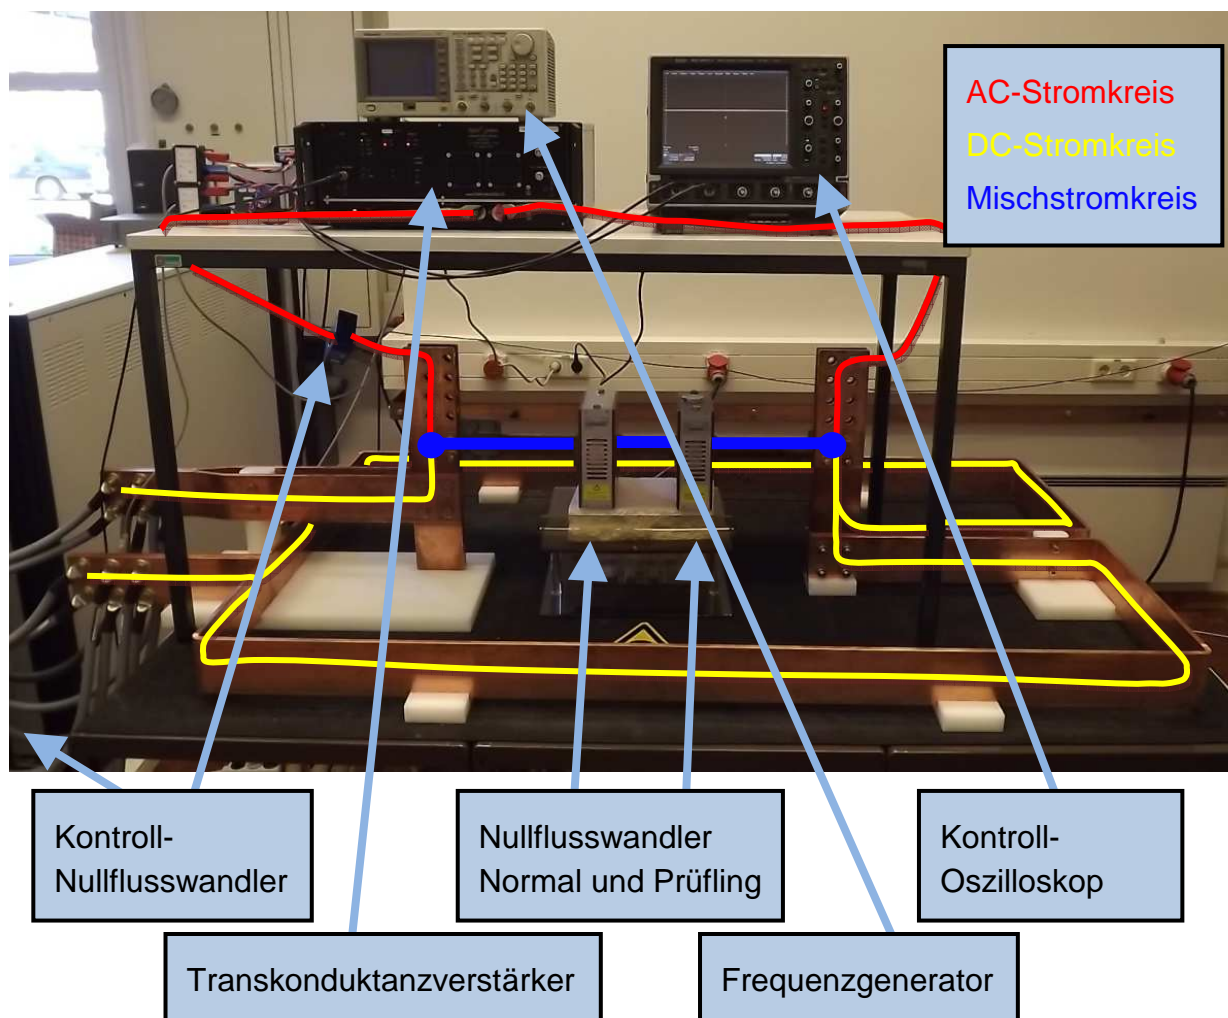 AC-Stromkreis
DC-Stromkreis
Mischstromkreis
Kontroll-
Nullflusswandler
Nullflusswandler
Normal und Prüfling
Kontroll-
Oszilloskop
Transkonduktanzverstärker
Frequenzgenerator